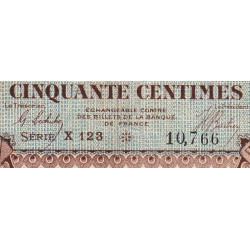 CINQUANTE CENTIMES
ÉCHANGEABLE CONTRE
DES BILLETS DE LA BANQUE
DE FRANCE
SÉRIE X 123 10,766